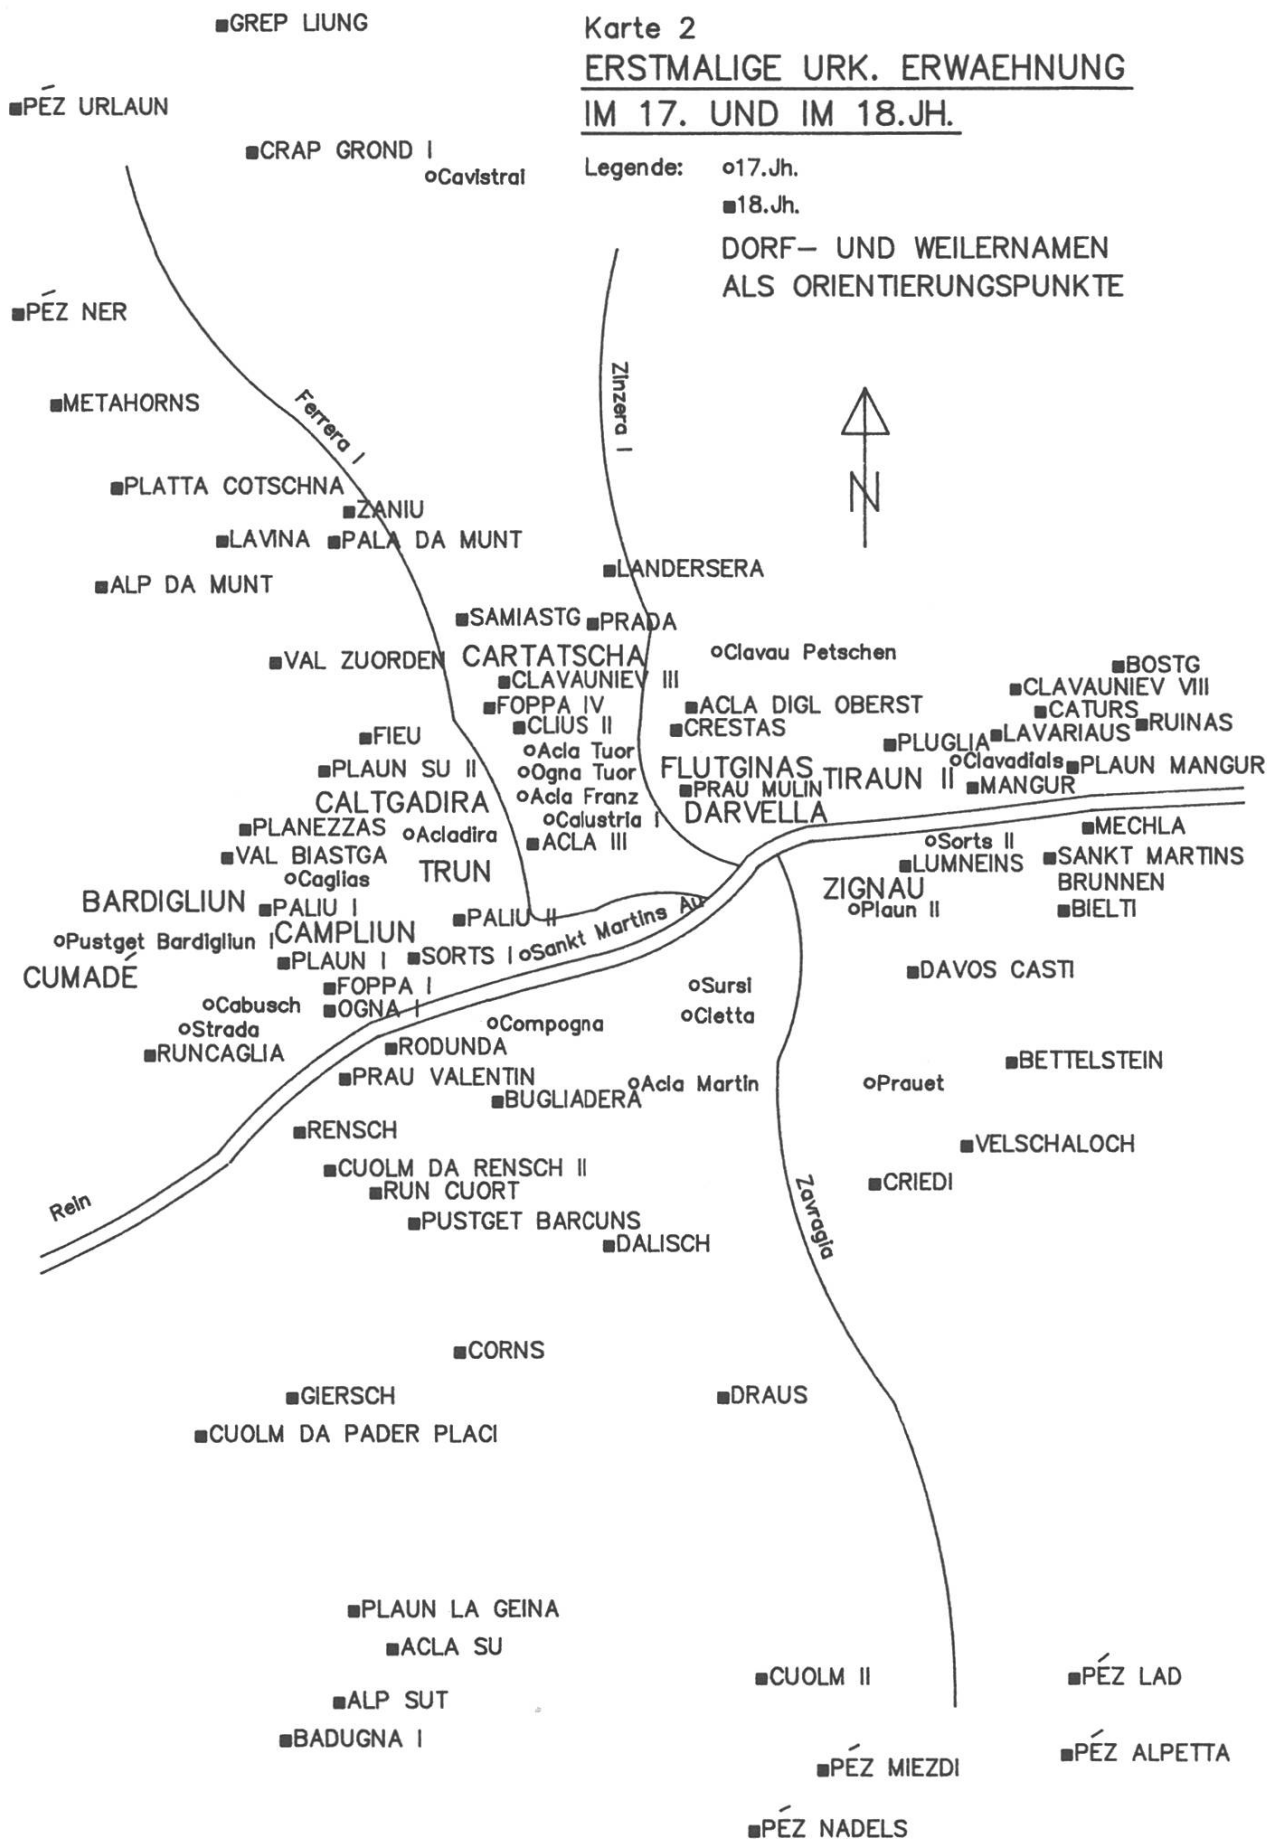 GREP LIUNG
Karte 2
ERSTMALIGE URK. ERWAEHNUNG
IM 17. UND IM 18.JH.
PÉZ URLAUN
CRAP GROND I
Cavistrai
Legende: 17.Jh.
18.Jh.
DORF- UND WEILERNAMEN
ALS ORIENTIERUNGSPUNKTE
PÉZ NER
METAHORNS
Ferrera I
Zinzera I
N
PLATTA COTSCHNA
ZANIU
LAVINA
PALA DA MUNT
ALP DA MUNT
LANDERSERA
SAMIASTG
PRADA
VAL ZUORDEN
CARTATSCHA
Clavau Petschen
BOSTG
CLAVAUNIEV III
CLAVAUNIEV VIII
FOPPA IV
ACLA DIGL OBERST
CATURS
CLIUS II
CRESTAS
RUINAS
FIEU
PLUGLIA
LAVARIAUS
Acla Tuor
PLAUN SU II
Ogna Tuor
FLUTGINAS
TIRAUN II
Clavadials
PLAUN MANGUR
CALTGADIRA
Acla Franz
PRAU MULIN
MANGUR
DARVELLA
PLANEZZAS
Acladira
Calustria I
MECHLA
VAL BIASTGA
ACLA III
Sorts II
Caglias
TRUN
LUMNEINS
SANKT MARTINS
BRUNNEN
BARDIGLIUN
PALIU I
PALIU II
ZIGNAU
Plaun II
BIELTI
Pustget Bardigliun I
CAMPLIUN
Sankt Martins Au
CUMADÉ
PLAUN I
SORTS I
DAVOS CASTI
FOPPA I
Sursi
Cabusch
OGNA I
Cletta
Strada
Compogna
RUNCAGLIA
RODUNDA
BETTELSTEIN
PRAU VALENTIN
Acla Martin
Prauet
BUGLIADERA
RENSCH
VELSCHALOCH
CUOLM DA RENSCH II
CRIEDI
RUN CUORT
Rein
PUSTGET BARCUNS
Zavragia
DALISCH
CORNS
GIERSCH
DRAUS
CUOLM DA PADER PLACI
PLAUN LA GEINA
ACLA SU
CUOLM II
PÉZ LAD
ALP SUT
BADUGNA I
PÉZ ALPETTA
PÉZ MIEZDI
PÉZ NADELS